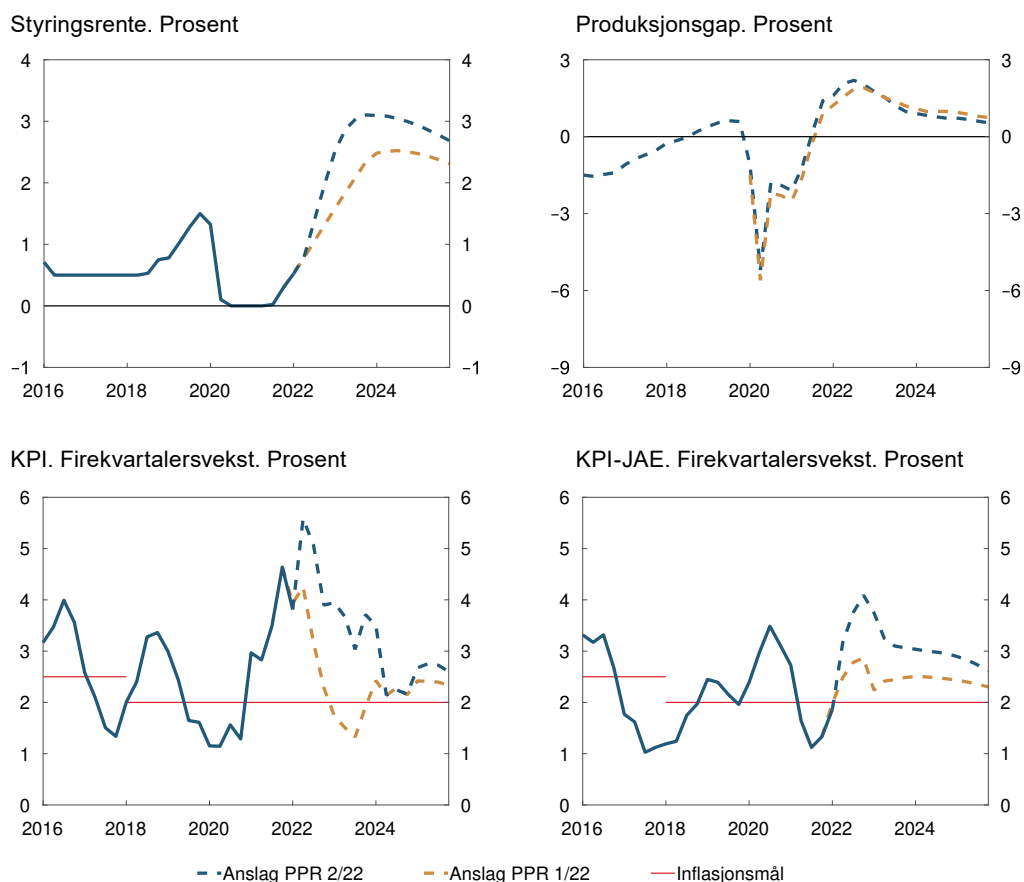 Styringsrente. Prosent
4 4
3 3
2 2
1 1
0 0
−1 −1
2016 2018 2020 2022 2024
Produksjonsgap. Prosent
3 3
0 0
−3 −3
−6 −6
−9 −9
2016 2018 2020 2022 2024
KPI. Firekvartalersvekst. Prosent
6 6
5 5
4 4
3 3
2 2
1 1
0 0
2016 2018 2020 2022 2024
KPI-JAE. Firekvartalersvekst. Prosent
6 6
5 5
4 4
3 3
2 2
1 1
0 0
2016 2018 2020 2022 2024
Anslag PPR 2/22 Anslag PPR 1/22 Inflasjonsmål